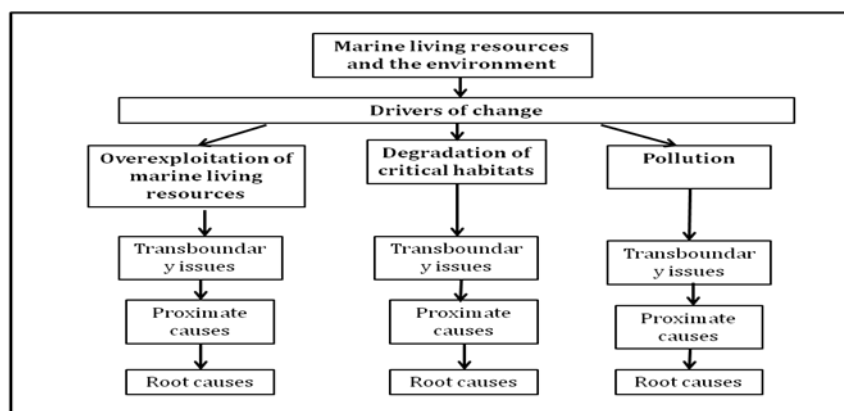 Marine living resources
and the environment
Drivers of change
Overexploitation of
marine living
resources
Degradation of
critical habitats
Pollution
Transboundar
y issues
Transboundar
y issues
Transboundar
y issues
Proximate
causes
Proximate
causes
Proximate
causes
Root causes
Root causes
Root causes